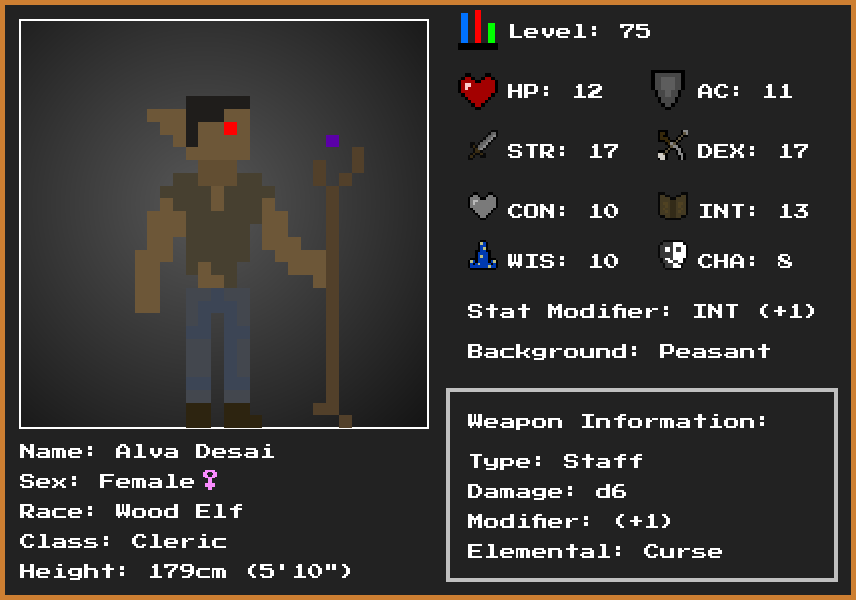 Level: 75
HP: 12 AC: 11
STR: 17 DEX: 17
CON: 10 INT: 13
WIS: 10 CHA: 8
Stat Modifier: INT (+1)
Background: Peasant
Weapon Information:
Type: Staff
Damage: d6
Modifier: (+1)
Elemental: Curse
Name: Alva Desai
Sex: Female♀
Race: Wood Elf
Class: Cleric
Height: 179cm (5'10")